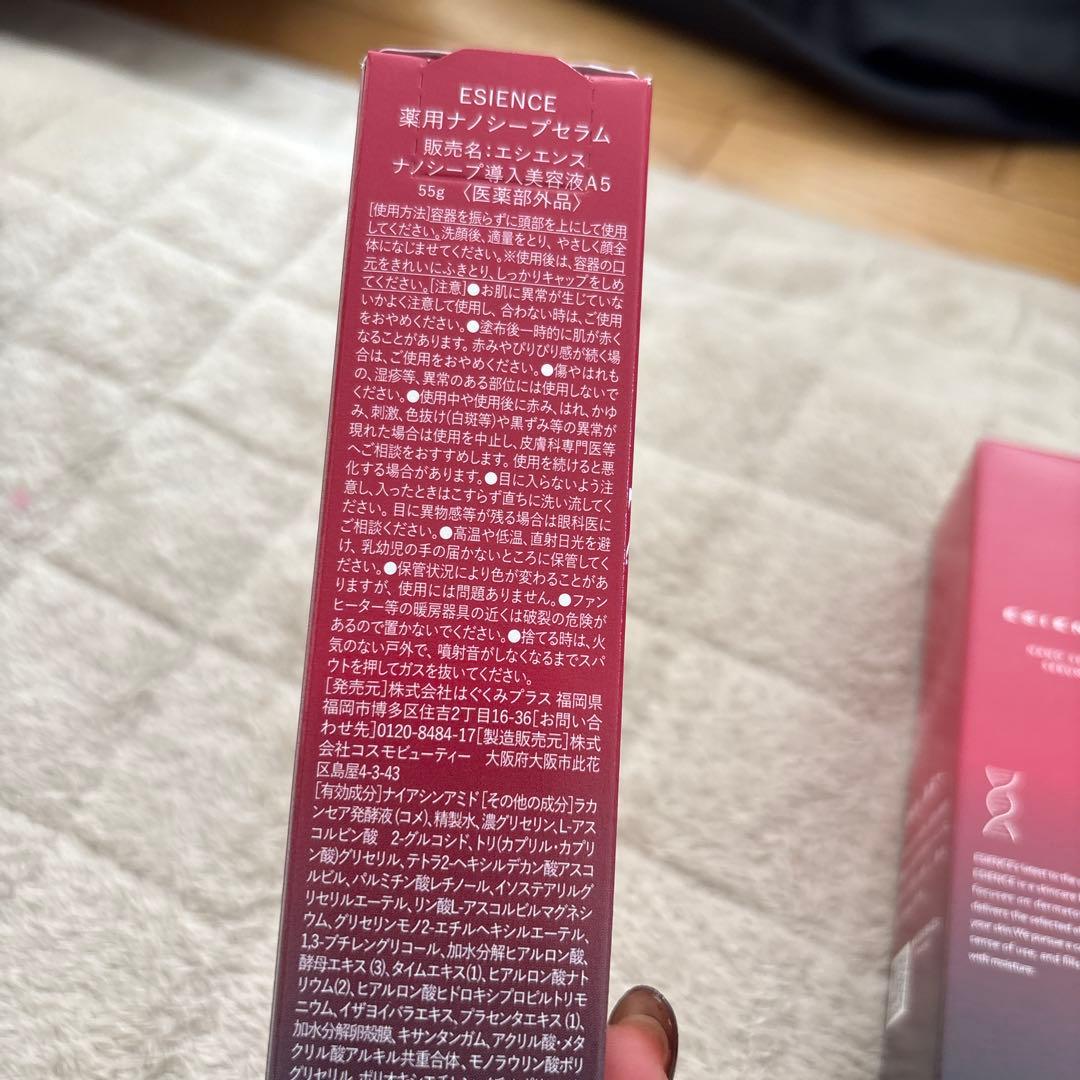 ESIENCE
薬用ナノシープセラム
販売名:エシエンス
ナノシープ導入美容液A5
55g 〈医薬部外品〉
[使用方法]容器を振らずに頭部を上にして使用
してください。洗顔後、適量をとり、やさしく顔全
体になじませてください。※使用後は、容器の口
元をきれいにふきとり、しっかりキャップをしめ
てください。[注意]●お肌に異常が生じていな
いかよく注意して使用し、合わない時は、ご使用
をおやめください。●塗布後一時的に肌が赤く
なることがあります。赤みやぴりぴり感が続く場
合は、ご使用をおやめください。●傷やはれも
の、湿疹等、異常のある部位には使用しないで
ください。●使用中や使用後に赤み、はれ、かゆ
み、刺激、色抜け(白斑等)や黒ずみ等の異常が
現れた場合は使用を中止し、皮膚科専門医等
へご相談をおすすめします。使用を続けると悪
化する場合があります。●目に入らないよう注
意し、入ったときはこすらず直ちに洗い流してく
ださい。目に異物感等が残る場合は眼科医に
ご相談ください。●高温や低温、直射日光を避
け、乳幼児の手の届かないところに保管してく
ださい。●保管状況により色が変わることがあ
りますが、使用には問題ありません。●ファン
ヒーター等の暖房器具の近くは破裂の危険が
あるので置かないでください。●捨てる時は、火
気のない戸外で、噴射音がしなくなるまでスパ
ウトを押してガスを抜いてください。
[発売元]株式会社はぐくみプラス 福岡県
福岡市博多区住吉2丁目16-36[お問い合
わせ先]0120-8484-17[製造販売元]株式
会社コスモビューティー 大阪府大阪市此花
区島屋4-3-43
[有効成分]ナイアシンアミド[その他の成分]ラカ
ンセア発酵液(コメ)、精製水、濃グリセリン、L-アス
コルビン酸 2-グルコシド、トリ(カプリル・カプリ
ン酸)グリセリル、テトラ2-ヘキシルデカン酸アスコ
ルビル、パルミチン酸レチノール、イソステアリルグ
リセリルエーテル、リン酸L-アスコルビルマグネシ
ウム、グリセリンモノ2-エチルヘキシルエーテル、
1,3-ブチレングリコール、加水分解ヒアルロン酸、
酵母エキス(3)、タイムエキス(1)、ヒアルロン酸ナト
リウム(2)、ヒアルロン酸ヒドロキシプロピルトリモ
ニウム、イザヨイバラエキス、プラセンタエキス(1)、
加水分解卵殻膜、キサンタンガム、アクリル酸・メタ
クリル酸アルキル共重合体、モノラウリン酸ポリ
グリセリル、ポリオキシエチレン
ESIENCE's latest to the
ESIENCE is a skincare
focuses on dermato
delivers the selected
your skin.We pursue a c
sense of use, and fill
with moisture.